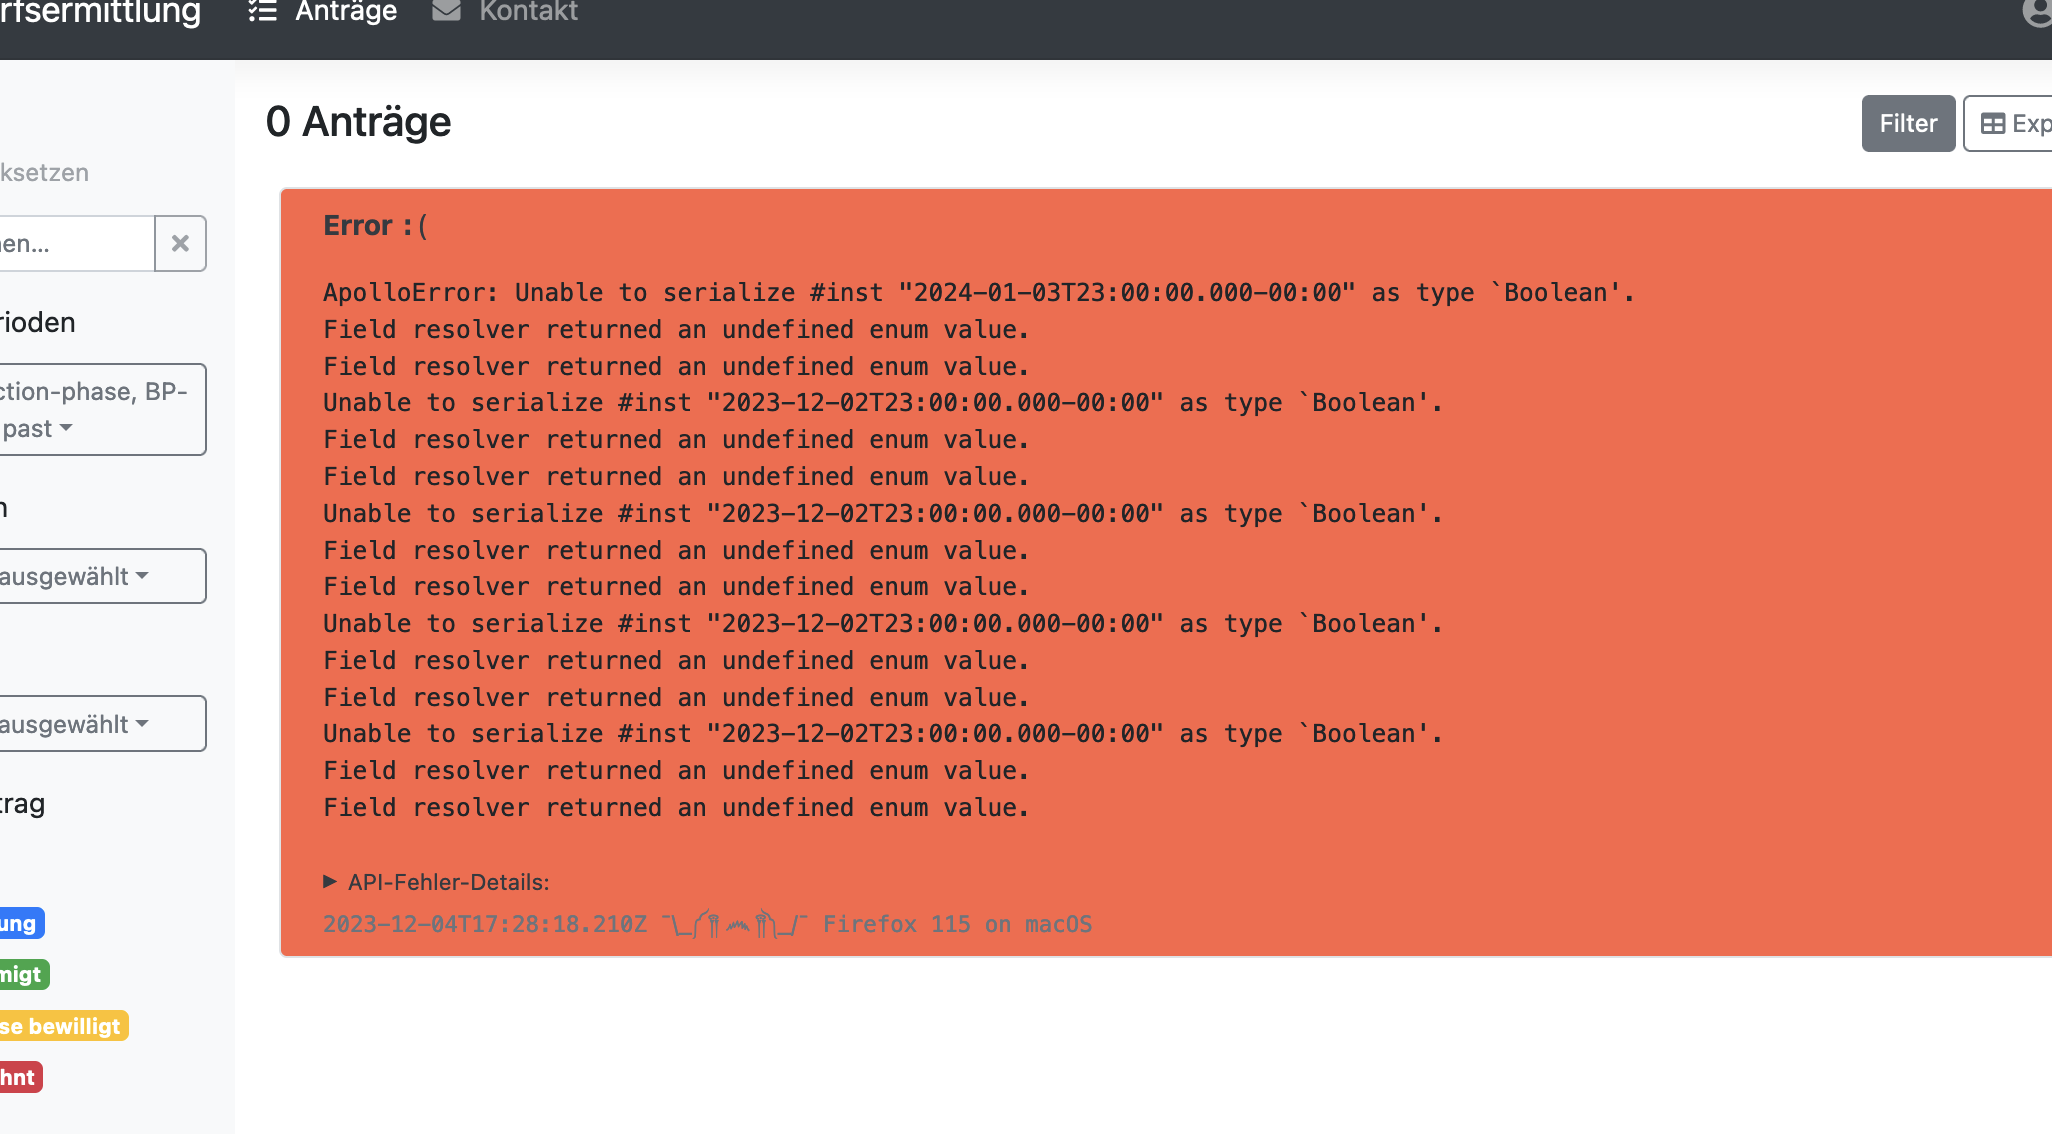 rfsermittlung Anträge Kontakt
0 Anträge
Filter
Exp
ksetzen
en...
rioden
ction-phase, BP-
past
n
ausgewählt
ausgewählt
trag
ung
migt
se bewilligt
hnt
Error :(
ApolloError: Unable to serialize #inst "2024-01-03T23:00:00.000-00:00" as type `Boolean'.
Field resolver returned an undefined enum value.
Field resolver returned an undefined enum value.
Unable to serialize #inst "2023-12-02T23:00:00.000-00:00" as type `Boolean'.
Field resolver returned an undefined enum value.
Field resolver returned an undefined enum value.
Unable to serialize #inst "2023-12-02T23:00:00.000-00:00" as type `Boolean'.
Field resolver returned an undefined enum value.
Field resolver returned an undefined enum value.
Unable to serialize #inst "2023-12-02T23:00:00.000-00:00" as type `Boolean'.
Field resolver returned an undefined enum value.
Field resolver returned an undefined enum value.
Unable to serialize #inst "2023-12-02T23:00:00.000-00:00" as type `Boolean'.
Field resolver returned an undefined enum value.
Field resolver returned an undefined enum value.
API-Fehler-Details:
2023-12-04T17:28:18.210Z Firefox 115 on macOS